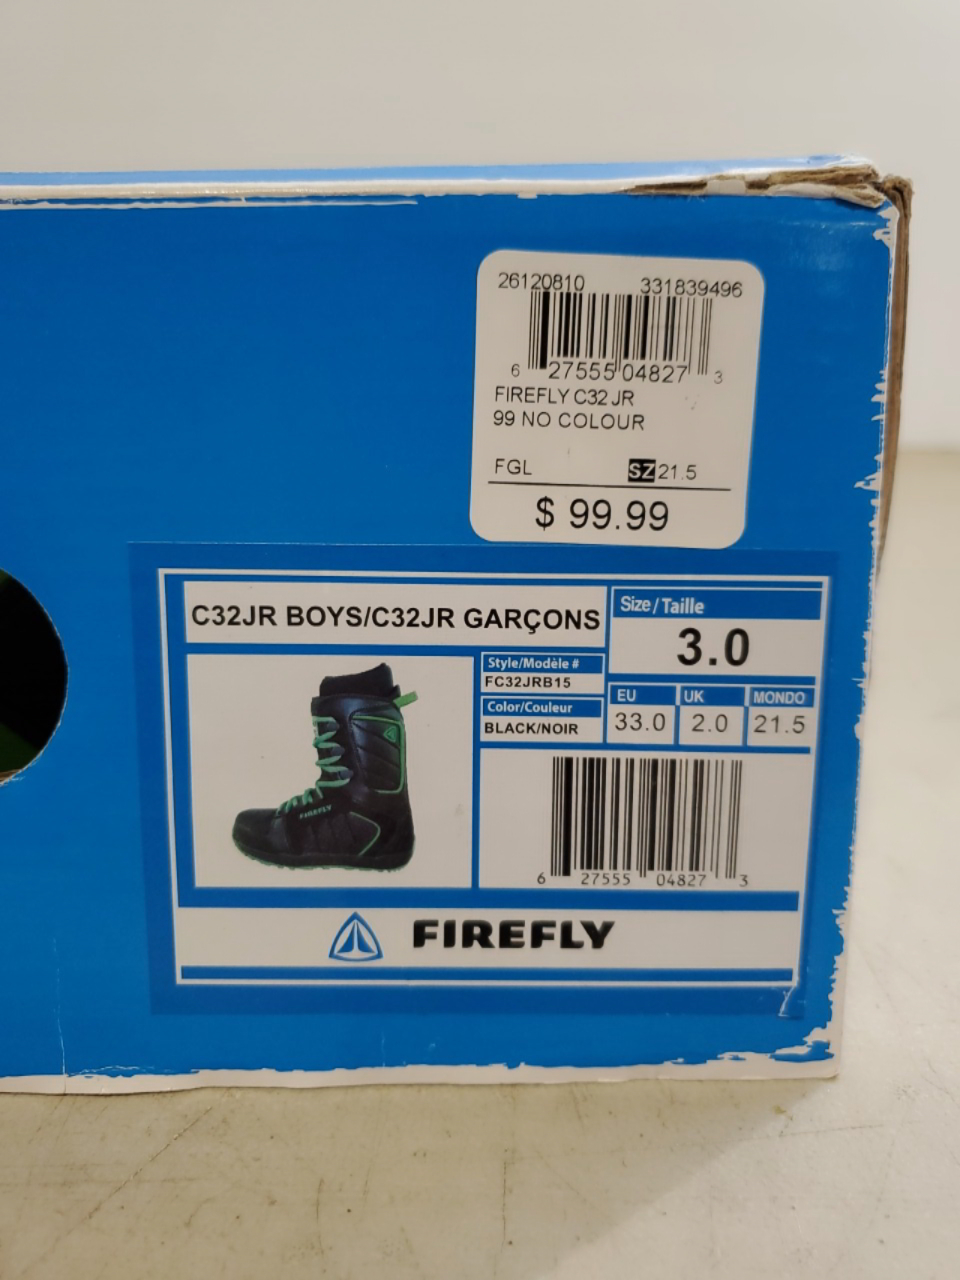 26120810 331839496
6 27555 04827 3
FIREFLY C32 JR
99 NO COLOUR
FGL SZ 21.5
$ 99.99
C32JR BOYS/C32JR GARÇONS
Size/Taille
3.0
Style/Modèle #
FC32JRB15
Color/Couleur
BLACK/NOIR
EU UK MONDO
33.0 2.0 21.5
FIREFLY
6 27555 04827 3
FIREFLY